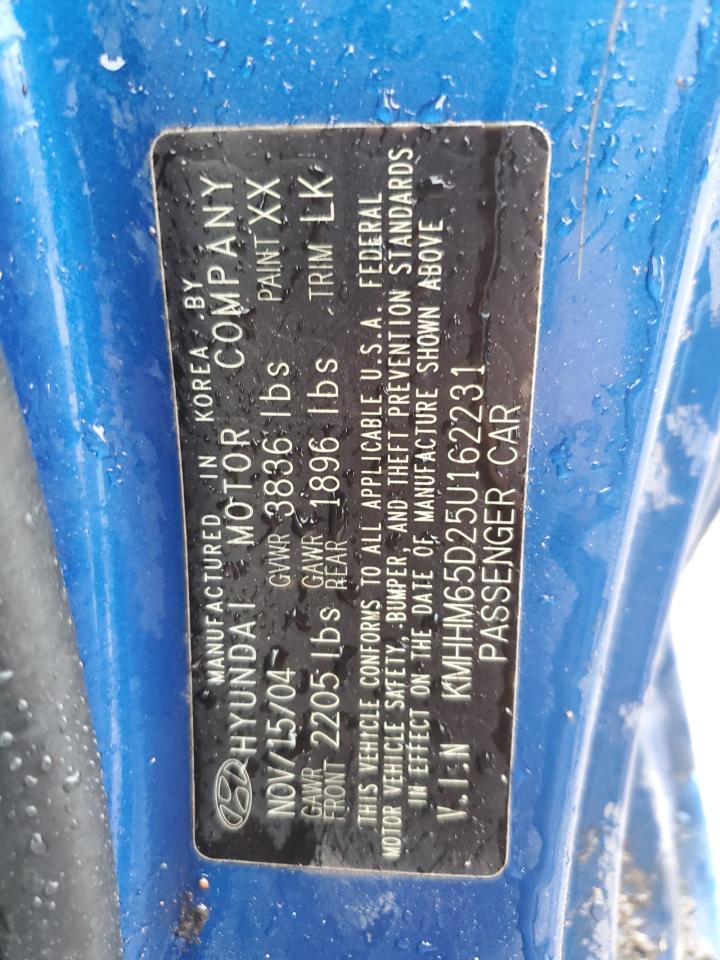 MANUFACTURED IN KOREA BY
HYUNDAI MOTOR COMPANY
NOV/15/04 GVWR 3836 lbs PAINT XX
GAWR FRONT 2205 lbs GAWR REAR 1896 lbs TRIM LK
THIS VEHICLE CONFORMS TO ALL APPLICABLE U.S.A. FEDERAL
MOTOR VEHICLE SAFETY, BUMPER, AND THEFT PREVENTION STANDARDS
IN EFFECT ON THE DATE OF MANUFACTURE SHOWN ABOVE
V.I.N KMHHM65D25U162231
PASSENGER CAR